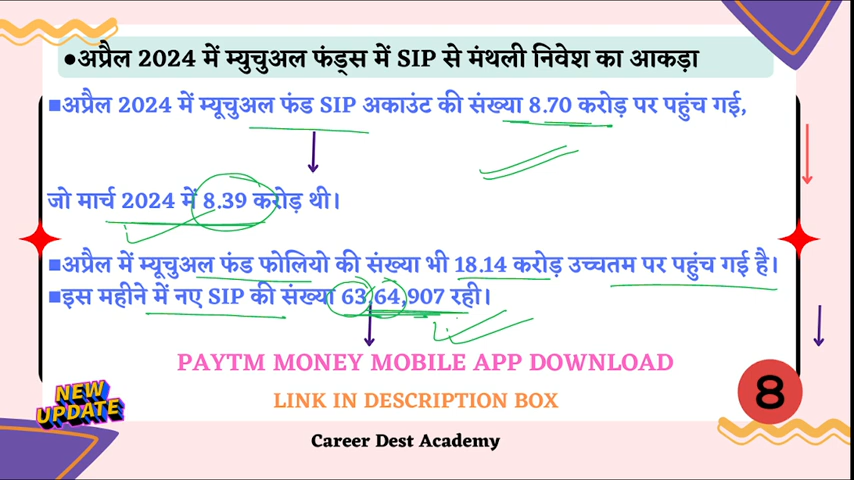 ●अप्रैल 2024 में म्युचुअल फंड्स में SIP से मंथली निवेश का आकड़ा
■अप्रैल 2024 में म्यूचुअल फंड SIP अकाउंट की संख्या 8.70 करोड़ पर पहुंच गई,
जो मार्च 2024 में 8.39 करोड़ थी।
■अप्रैल में म्यूचुअल फंड फोलियो की संख्या भी 18.14 करोड़ उच्चतम पर पहुंच गई है।
■इस महीने में नए SIP की संख्या 63,64,907 रही।
PAYTM MONEY MOBILE APP DOWNLOAD
LINK IN DESCRIPTION BOX
NEW
UPDATE
8
Career Dest Academy